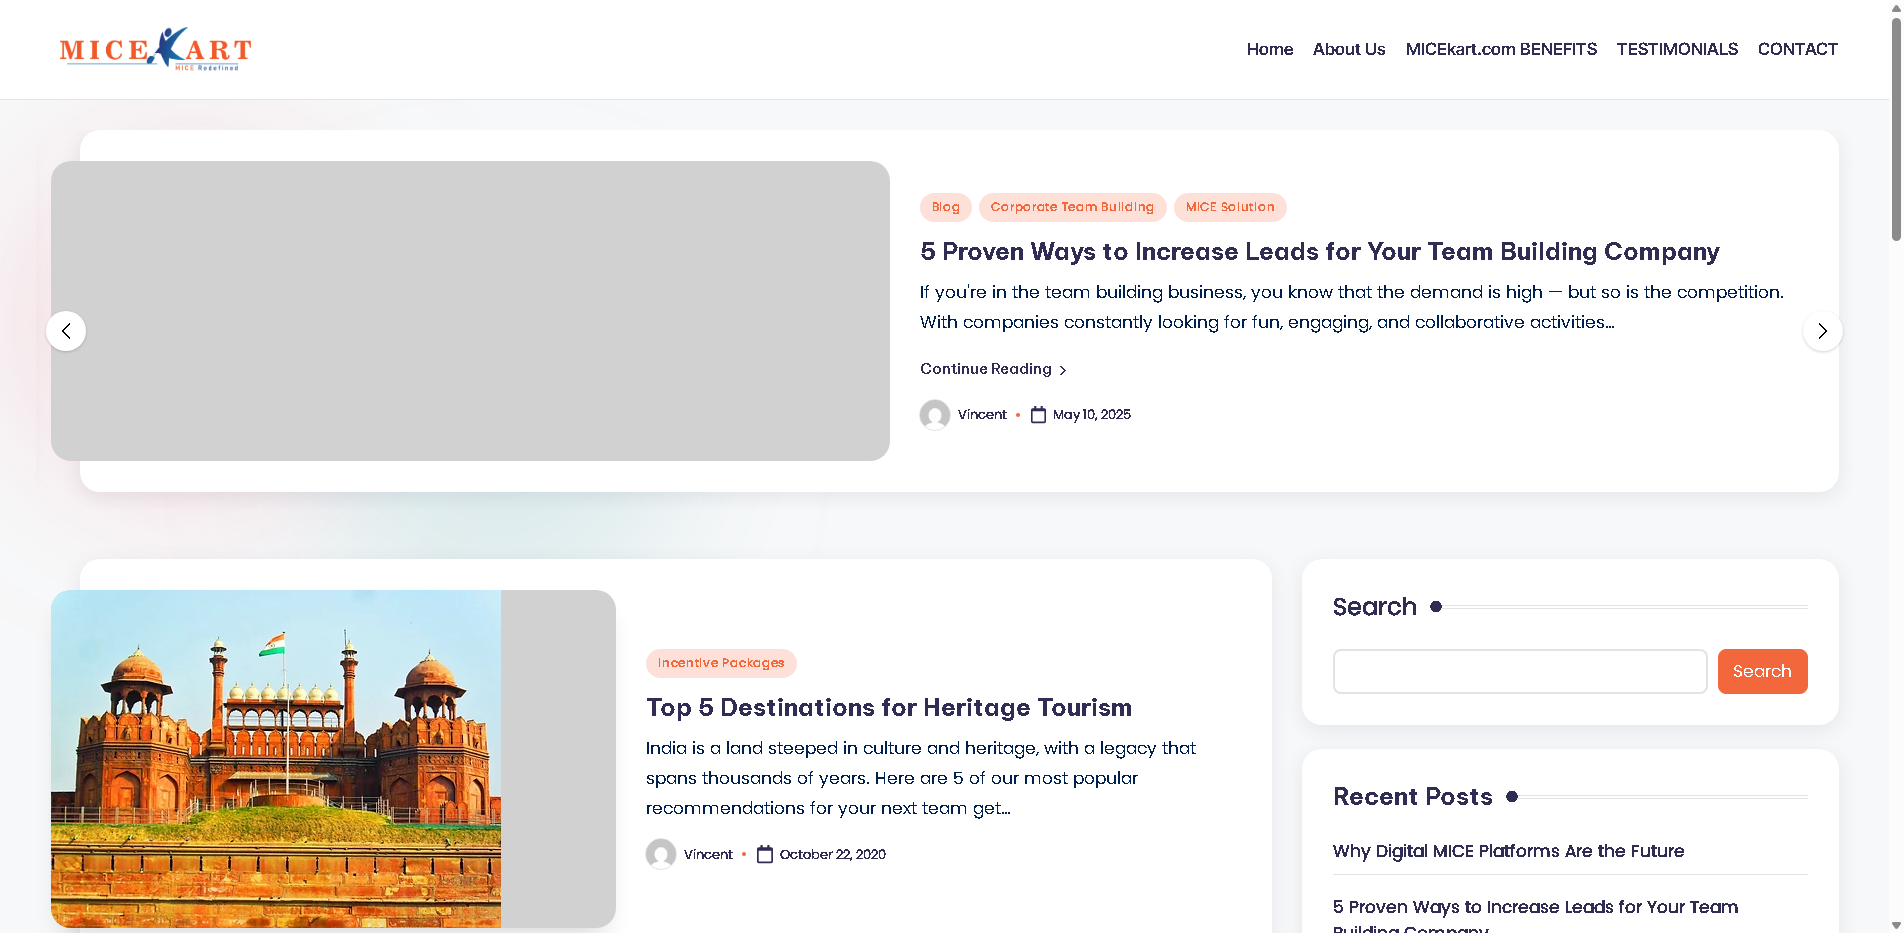 MICEKART
MICE Redefined
Home About Us MICEkart.com BENEFITS TESTIMONIALS CONTACT
Blog Corporate Team Building MICE Solution
5 Proven Ways to Increase Leads for Your Team Building Company
If you're in the team building business, you know that the demand is high — but so is the competition.
With companies constantly looking for fun, engaging, and collaborative activities...
Continue Reading
Vincent • May 10, 2025
Incentive Packages
Top 5 Destinations for Heritage Tourism
India is a land steeped in culture and heritage, with a legacy that
spans thousands of years. Here are 5 of our most popular
recommendations for your next team get...
Vincent • October 22, 2020
Search
Search
Recent Posts
Why Digital MICE Platforms Are the Future
5 Proven Ways to Increase Leads for Your Team
Building Company